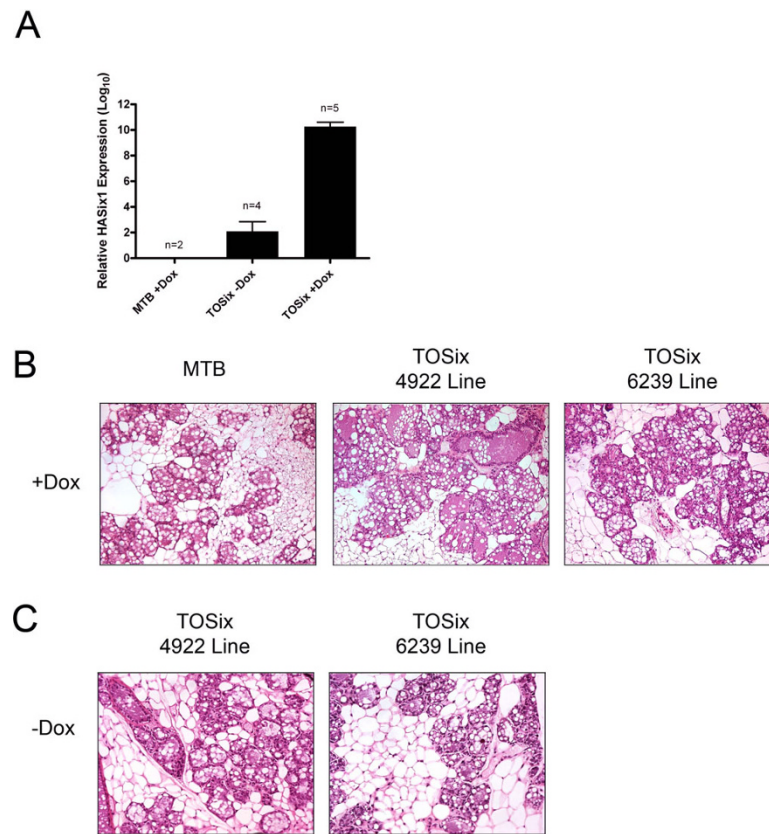 A
Relative HASix1 Expression (Log10)
12
10
8
6
4
2
0
n=2
n=4
n=5
MTB +Dox
TOSix -Dox
TOSix +Dox
B
MTB
TOSix
4922 Line
TOSix
6239 Line
+Dox
C
TOSix
4922 Line
TOSix
6239 Line
-Dox